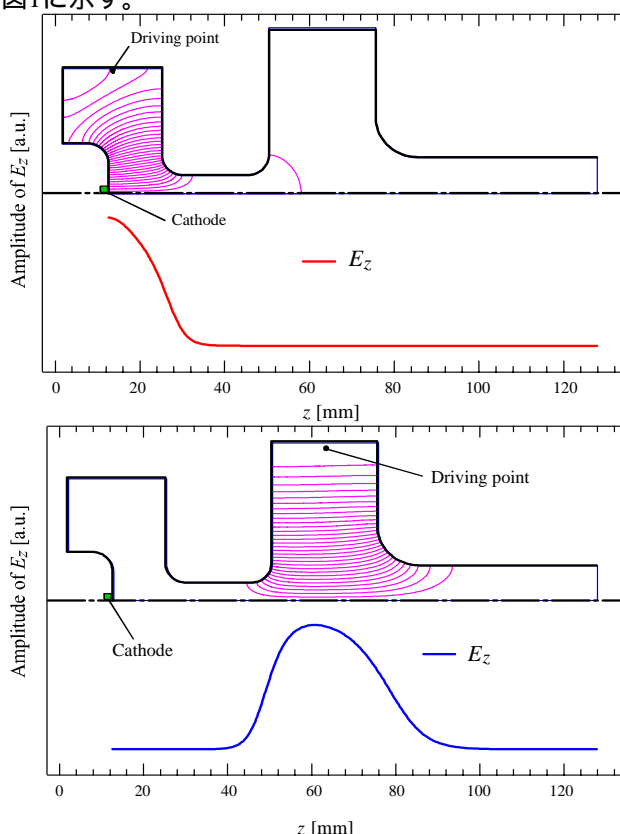 図1に示す。
Driving point
Cathode
Amplitude of Ez [a.u.]
Ez
0 20 40 60 80 100 120
z [mm]
Driving point
Cathode
Amplitude of Ez [a.u.]
Ez
0 20 40 60 80 100 120
z [mm]